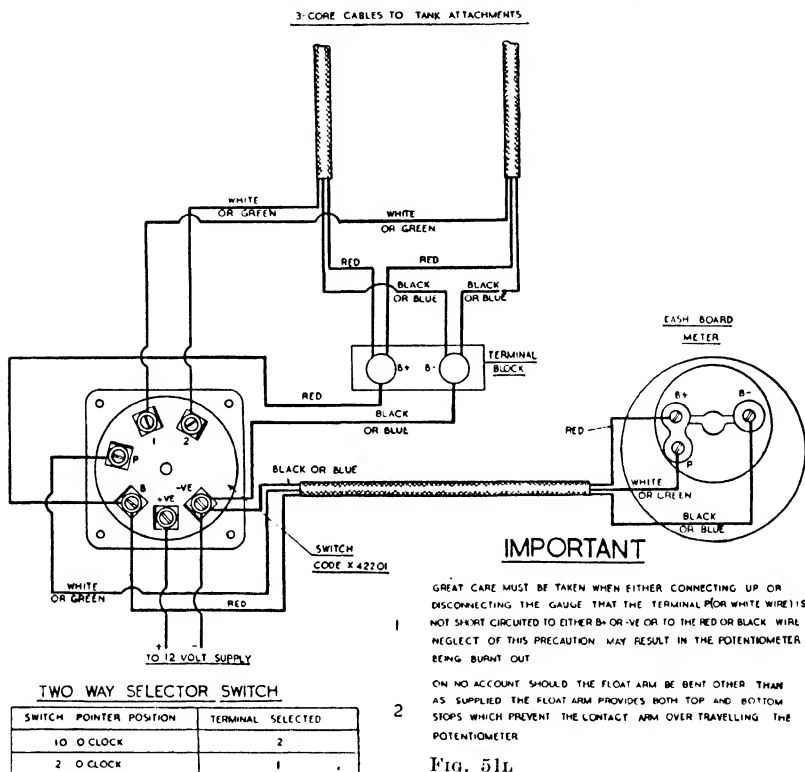 3-CORE CABLES TO TANK ATTACHMENTS
WHITE
OR GREEN
WHITE
OR GREEN
RED
RED
BLACK
OR BLUE
BLACK
OR BLUE
B+
B-
TERMINAL
BLOCK
DASH BOARD
METER
B+
B-
P
RED
WHITE
OR GREEN
BLACK
OR BLUE
RED
BLACK
OR BLUE
1
2
P
B
+VE
-VE
BLACK OR BLUE
SWITCH
CODE X 42201
WHITE
OR GREEN
RED
+
-
TO 12 VOLT SUPPLY
IMPORTANT
1
GREAT CARE MUST BE TAKEN WHEN EITHER CONNECTING UP OR
DISCONNECTING THE GAUGE THAT THE TERMINAL P(OR WHITE WIRE) IS
NOT SHORT CIRCUITED TO EITHER B+ OR -VE OR TO THE RED OR BLACK WIRE
NEGLECT OF THIS PRECAUTION MAY RESULT IN THE POTENTIOMETER
BEING BURNT OUT
2
ON NO ACCOUNT SHOULD THE FLOAT ARM BE BENT OTHER THAN
AS SUPPLIED THE FLOAT ARM PROVIDES BOTH TOP AND BOTTOM
STOPS WHICH PREVENT THE CONTACT ARM OVER TRAVELLING THE
POTENTIOMETER
TWO WAY SELECTOR SWITCH
SWITCH POINTER POSITION TERMINAL SELECTED
10 O CLOCK 2
2 O CLOCK 1
FIG. 51L